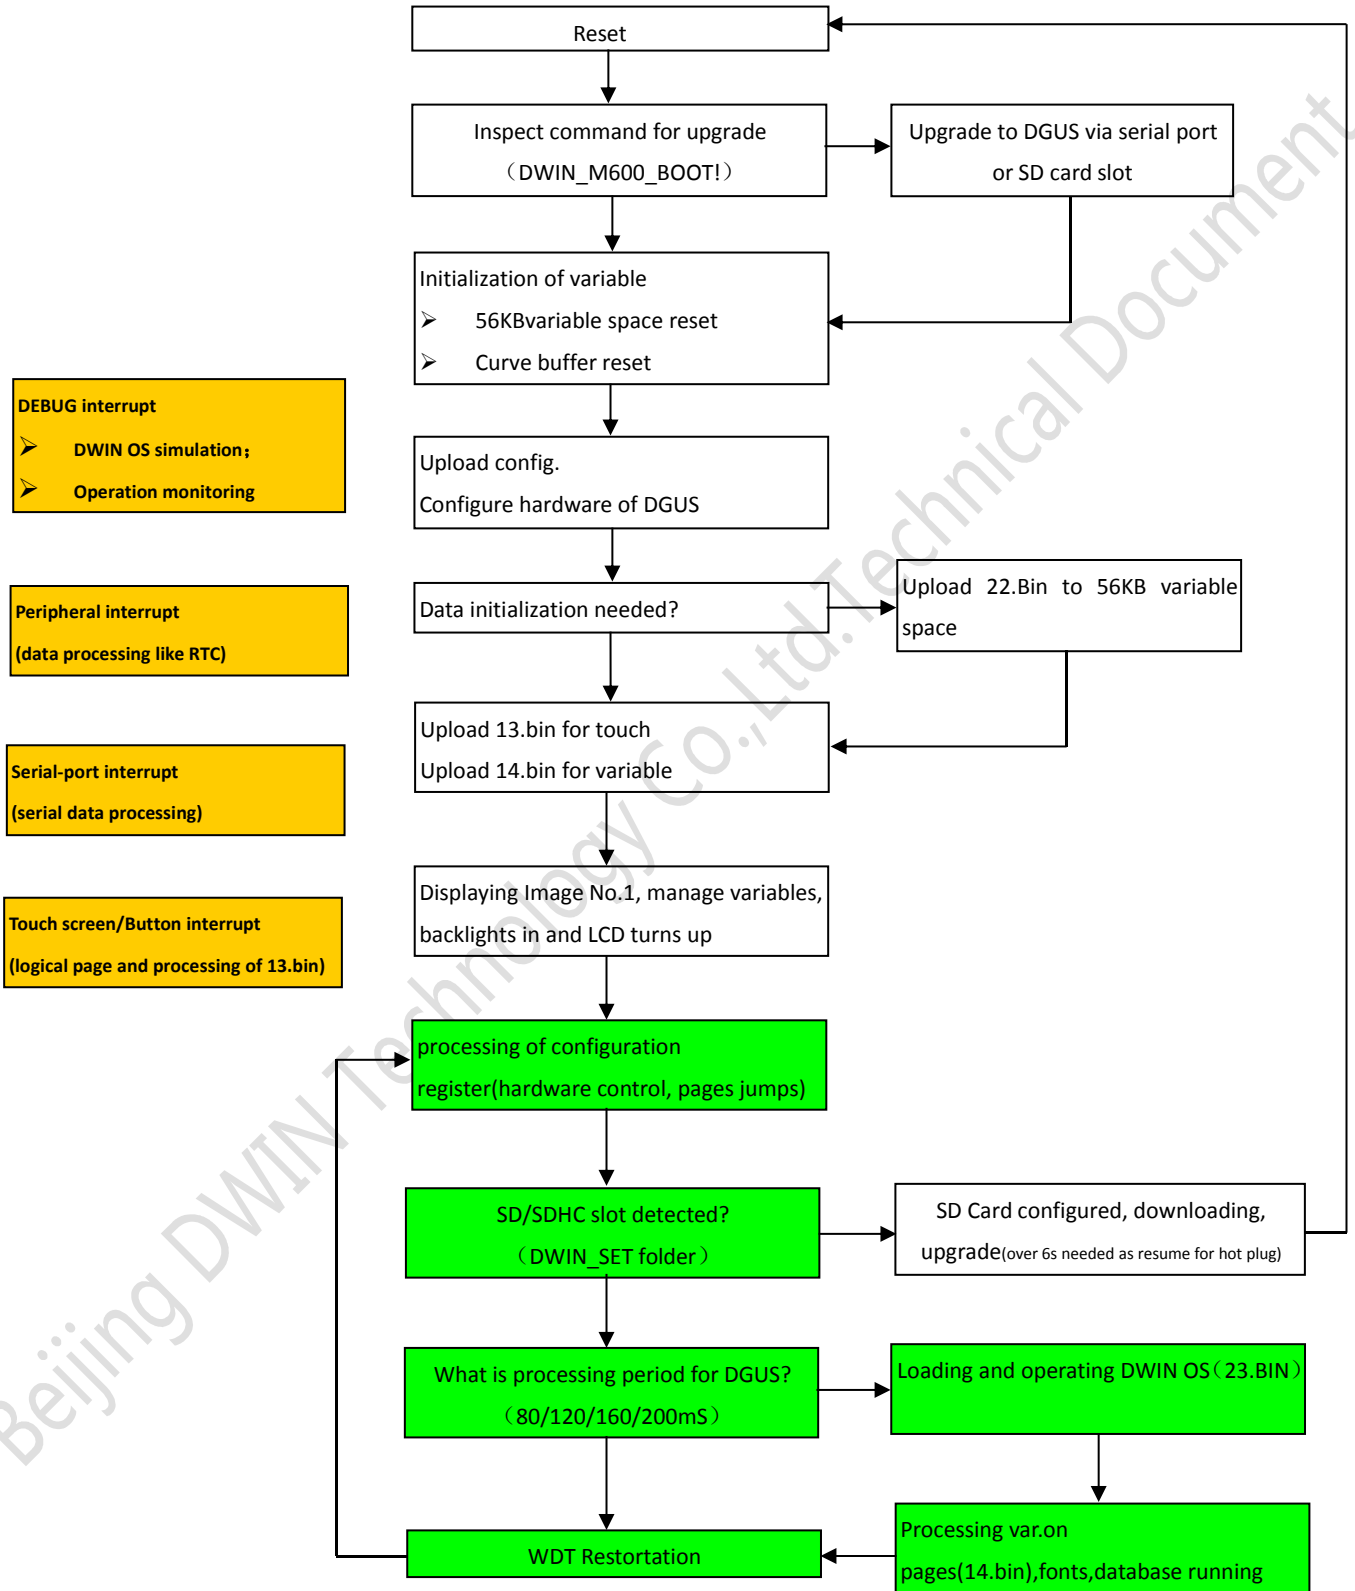 Reset
Inspect command for upgrade
（DWIN_M600_BOOT!）
Upgrade to DGUS via serial port
or SD card slot
Initialization of variable
➢ 56KBvariable space reset
➢ Curve buffer reset
DEBUG interrupt
➢ DWIN OS simulation；
➢ Operation monitoring
Upload config.
Configure hardware of DGUS
Peripheral interrupt
(data processing like RTC)
Data initialization needed?
Upload 22.Bin to 56KB variable
space
Serial-port interrupt
(serial data processing)
Upload 13.bin for touch
Upload 14.bin for variable
Touch screen/Button interrupt
(logical page and processing of 13.bin)
Displaying Image No.1, manage variables,
backlights in and LCD turns up
processing of configuration
register(hardware control, pages jumps)
SD/SDHC slot detected?
（DWIN_SET folder）
SD Card configured, downloading,
upgrade(over 6s needed as resume for hot plug)
What is processing period for DGUS?
（80/120/160/200mS）
Loading and operating DWIN OS（23.BIN）
Processing var.on
pages(14.bin),fonts,database running
WDT Restortation
Beijing DWIN Technology Co.,Ltd.Technical Document